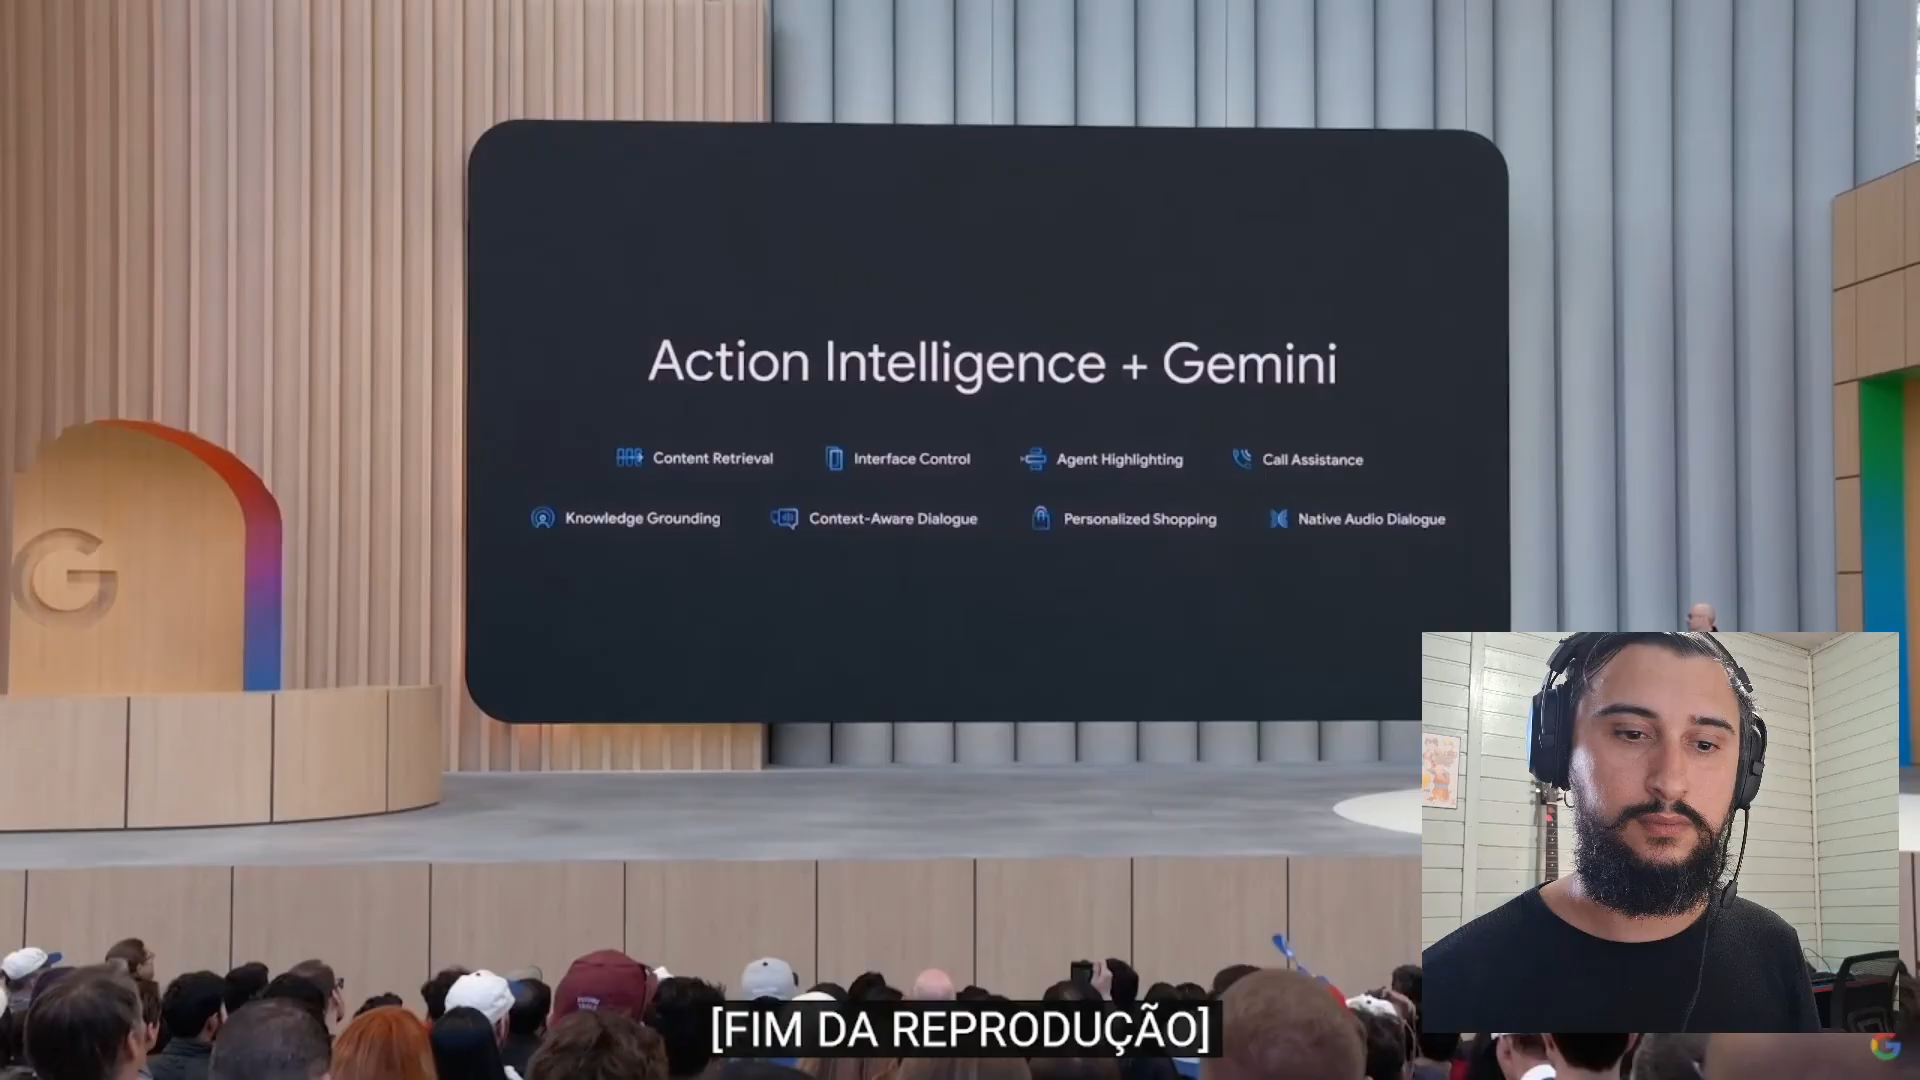 Action Intelligence + Gemini
Content Retrieval Interface Control Agent Highlighting Call Assistance
Knowledge Grounding Context-Aware Dialogue Personalized Shopping Native Audio Dialogue
G
[FIM DA REPRODUÇÃO]
G